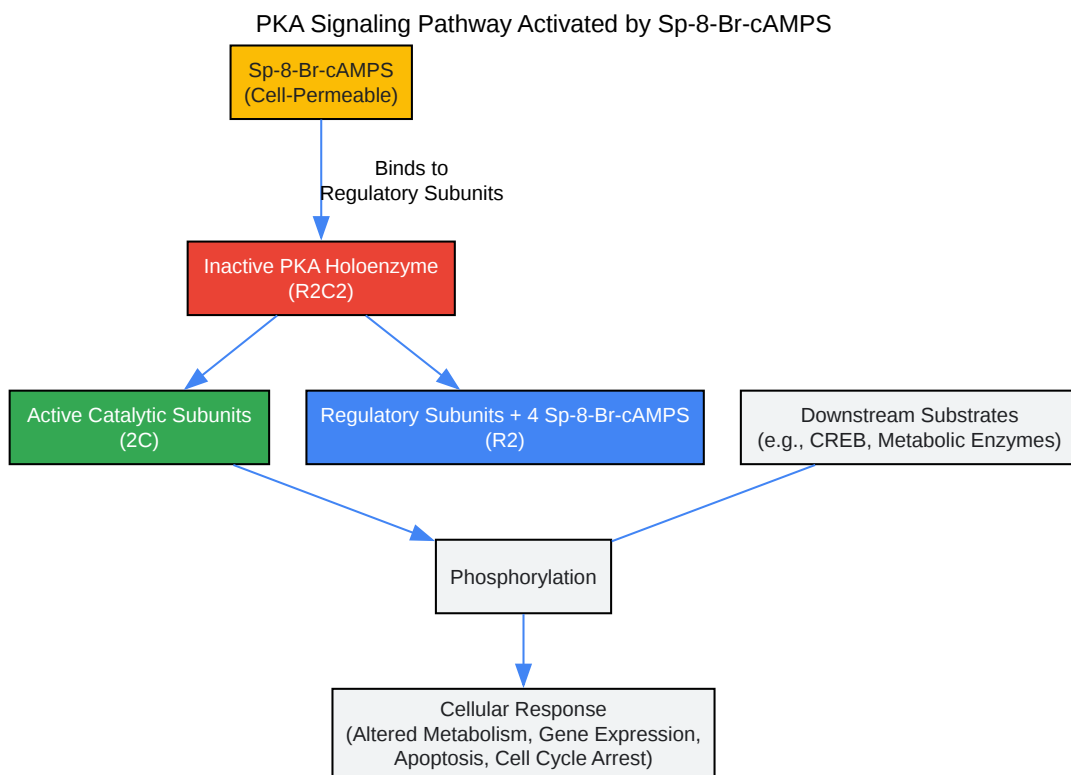 PKA Signaling Pathway Activated by Sp-8-Br-cAMPS
Sp-8-Br-cAMPS
(Cell-Permeable)
Binds to
Regulatory Subunits
Inactive PKA Holoenzyme
(R2C2)
Active Catalytic Subunits
(2C)
Regulatory Subunits + 4 Sp-8-Br-cAMPS
(R2)
Downstream Substrates
(e.g., CREB, Metabolic Enzymes)
Phosphorylation
Cellular Response
(Altered Metabolism, Gene Expression,
Apoptosis, Cell Cycle Arrest)